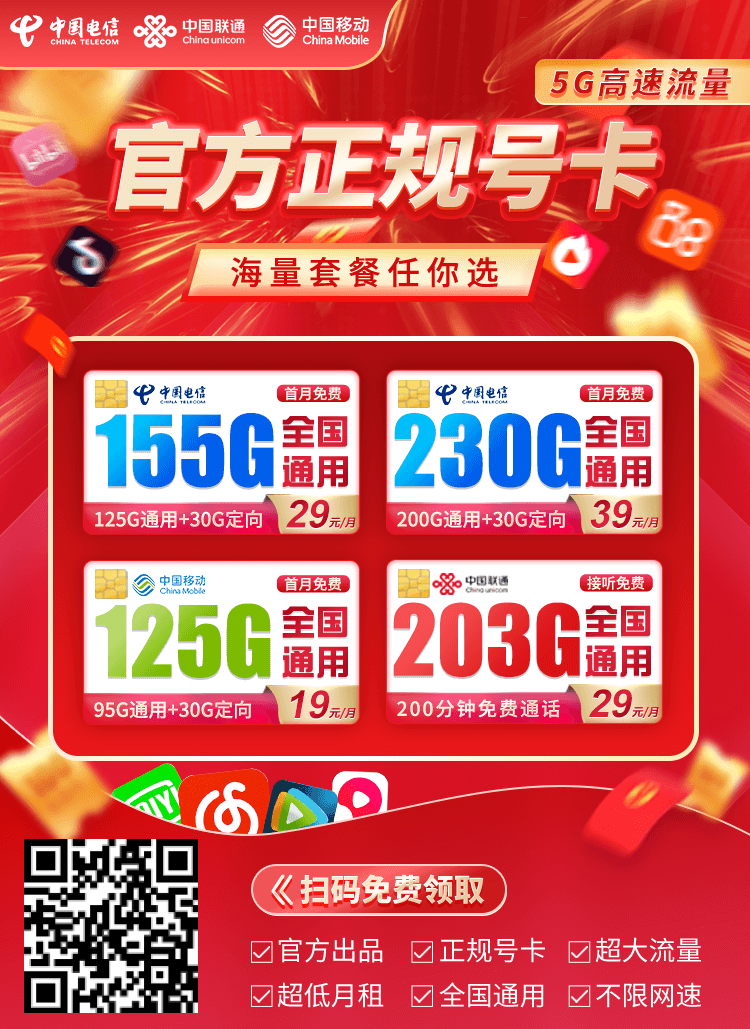 中国电信
CHINA TELECOM
中国联通
China unicom
中国移动
China Mobile
5G高速流量
官方正规号卡
海量套餐任你选
中国电信
CHINA TELECOM
首月免费
155G
全国
通用
125G通用+30G定向
29元/月
中国电信
CHINA TELECOM
首月免费
230G
全国
通用
200G通用+30G定向
39元/月
中国移动
China Mobile
首月免费
125G
全国
通用
95G通用+30G定向
19元/月
中国联通
China unicom
接听免费
203G
全国
通用
200分钟免费通话
29元/月
扫码免费领取
官方出品
正规号卡
超大流量
超低月租
全国通用
不限网速